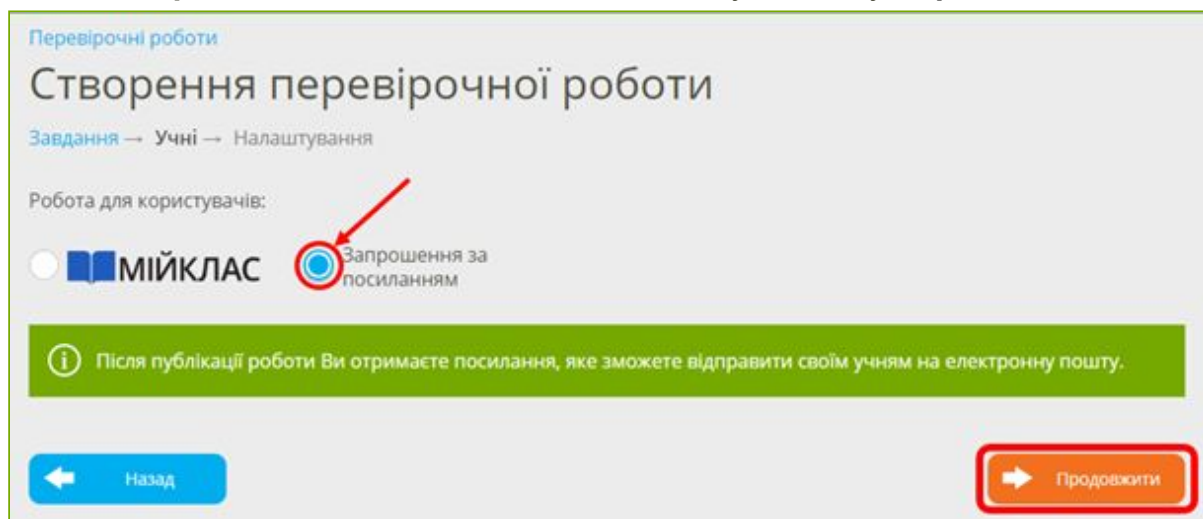 Перевірочні роботи
Створення перевірочної роботи
Завдання → Учні → Налаштування
Робота для користувачів:
МІЙКЛАС
Запрошення за
посиланням
Після публікації роботи Ви отримаєте посилання, яке зможете відправити своїм учням на електронну пошту.
Назад
Продовжити